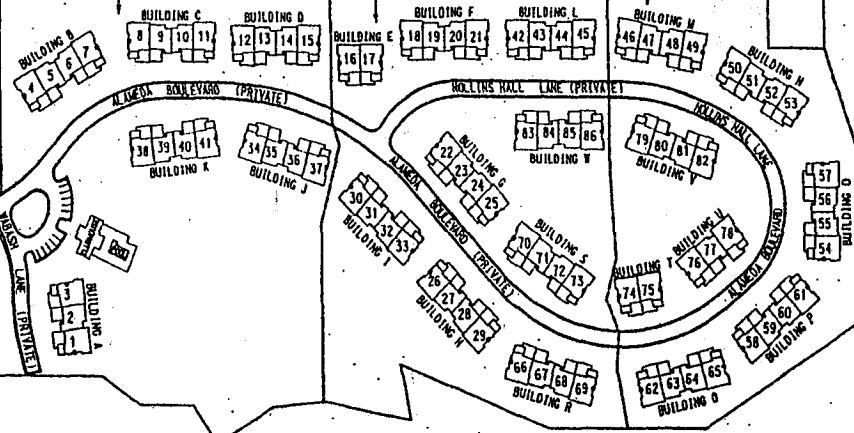 BUILDING C
BUILDING D
BUILDING E
BUILDING F
BUILDING L
BUILDING M
BUILDING B
4 5 6 7
8 9 10 11
12 13 14 15
16 17
18 19 20 21
42 43 44 45
46 47 48 49
BUILDING N
50 51 52 53
ALAMEDA BOULEVARD (PRIVATE)
HOLLINS HALL LANE (PRIVATE)
HOLLINS HALL LANE
38 39 40 41
BUILDING K
34 35 36 37
BUILDING J
22 23 24 25
BUILDING G
83 84 85 86
BUILDING W
79 80 81 82
BUILDING V
57 56 55 54
BUILDING O
30 31 32 33
BUILDING I
ALAMEDA BOULEVARD (PRIVATE)
BUILDING S
70 71 72 73
BUILDING T
74 75
BUILDING U
76 77 78
ALAMEDA BOULEVARD
WABASH LANE (PRIVATE)
POOL
3 2 1
BUILDING A
26 27 28 29
BUILDING H
58 59 60 61
BUILDING P
66 67 68 69
BUILDING R
62 63 64 65
BUILDING Q